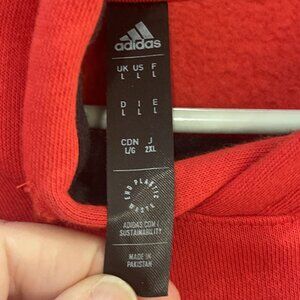 adidas
UK US F
L L L
D I E
L L L
CDN J
L/G 2XL
END PLASTIC WASTE
ADIDAS.COM/
SUSTAINABILITY
MADE IN
PAKISTAN